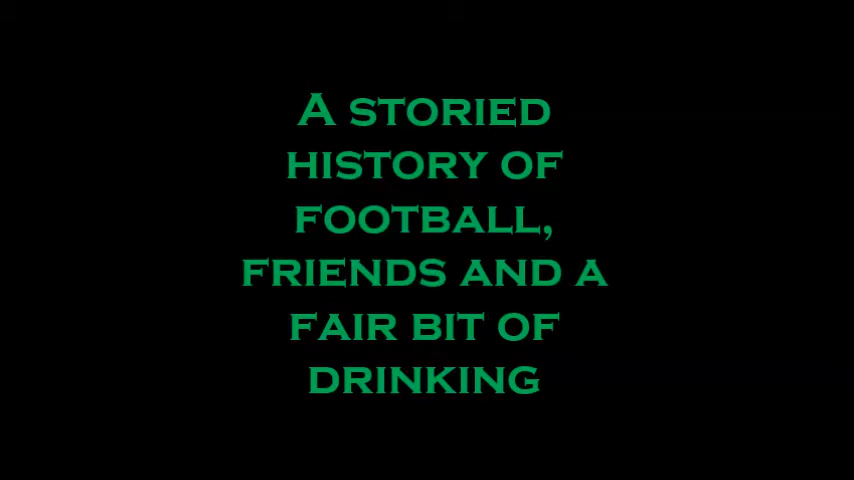 A STORIED
HISTORY OF
FOOTBALL,
FRIENDS AND A
FAIR BIT OF
DRINKING